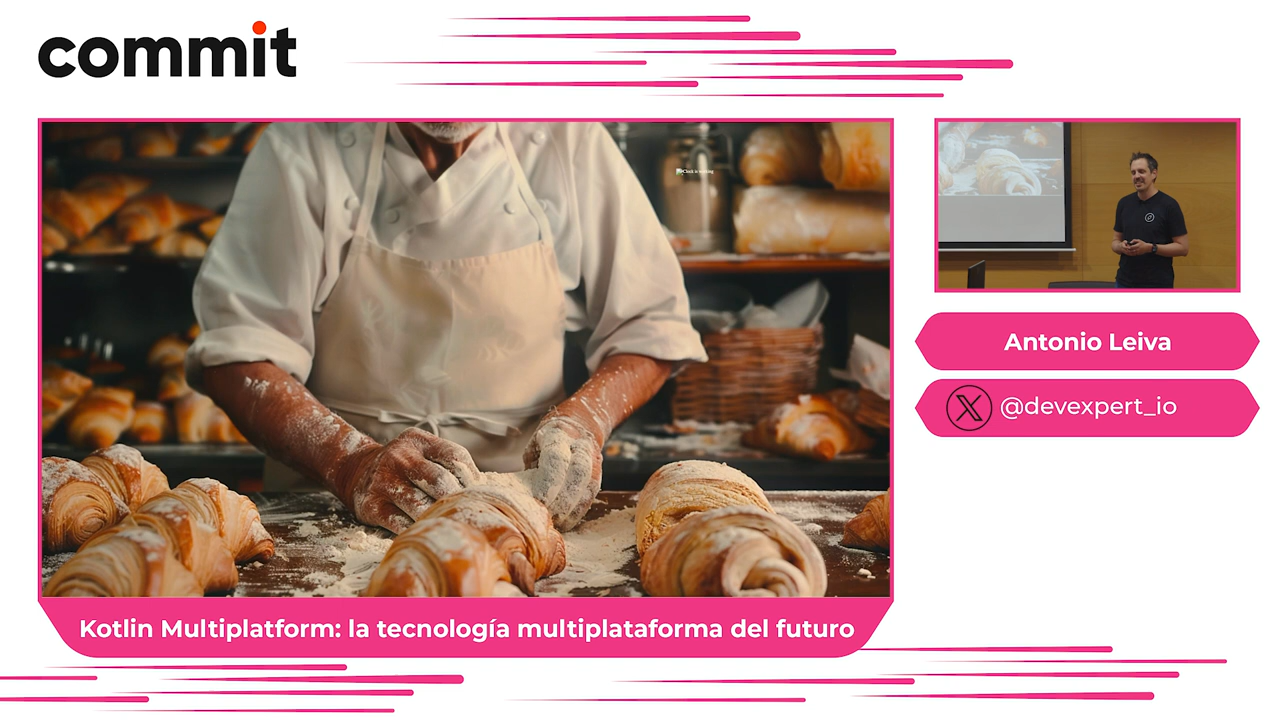 commit
Antonio Leiva
@devexpert_io
Kotlin Multiplatform: la tecnología multiplataforma del futuro